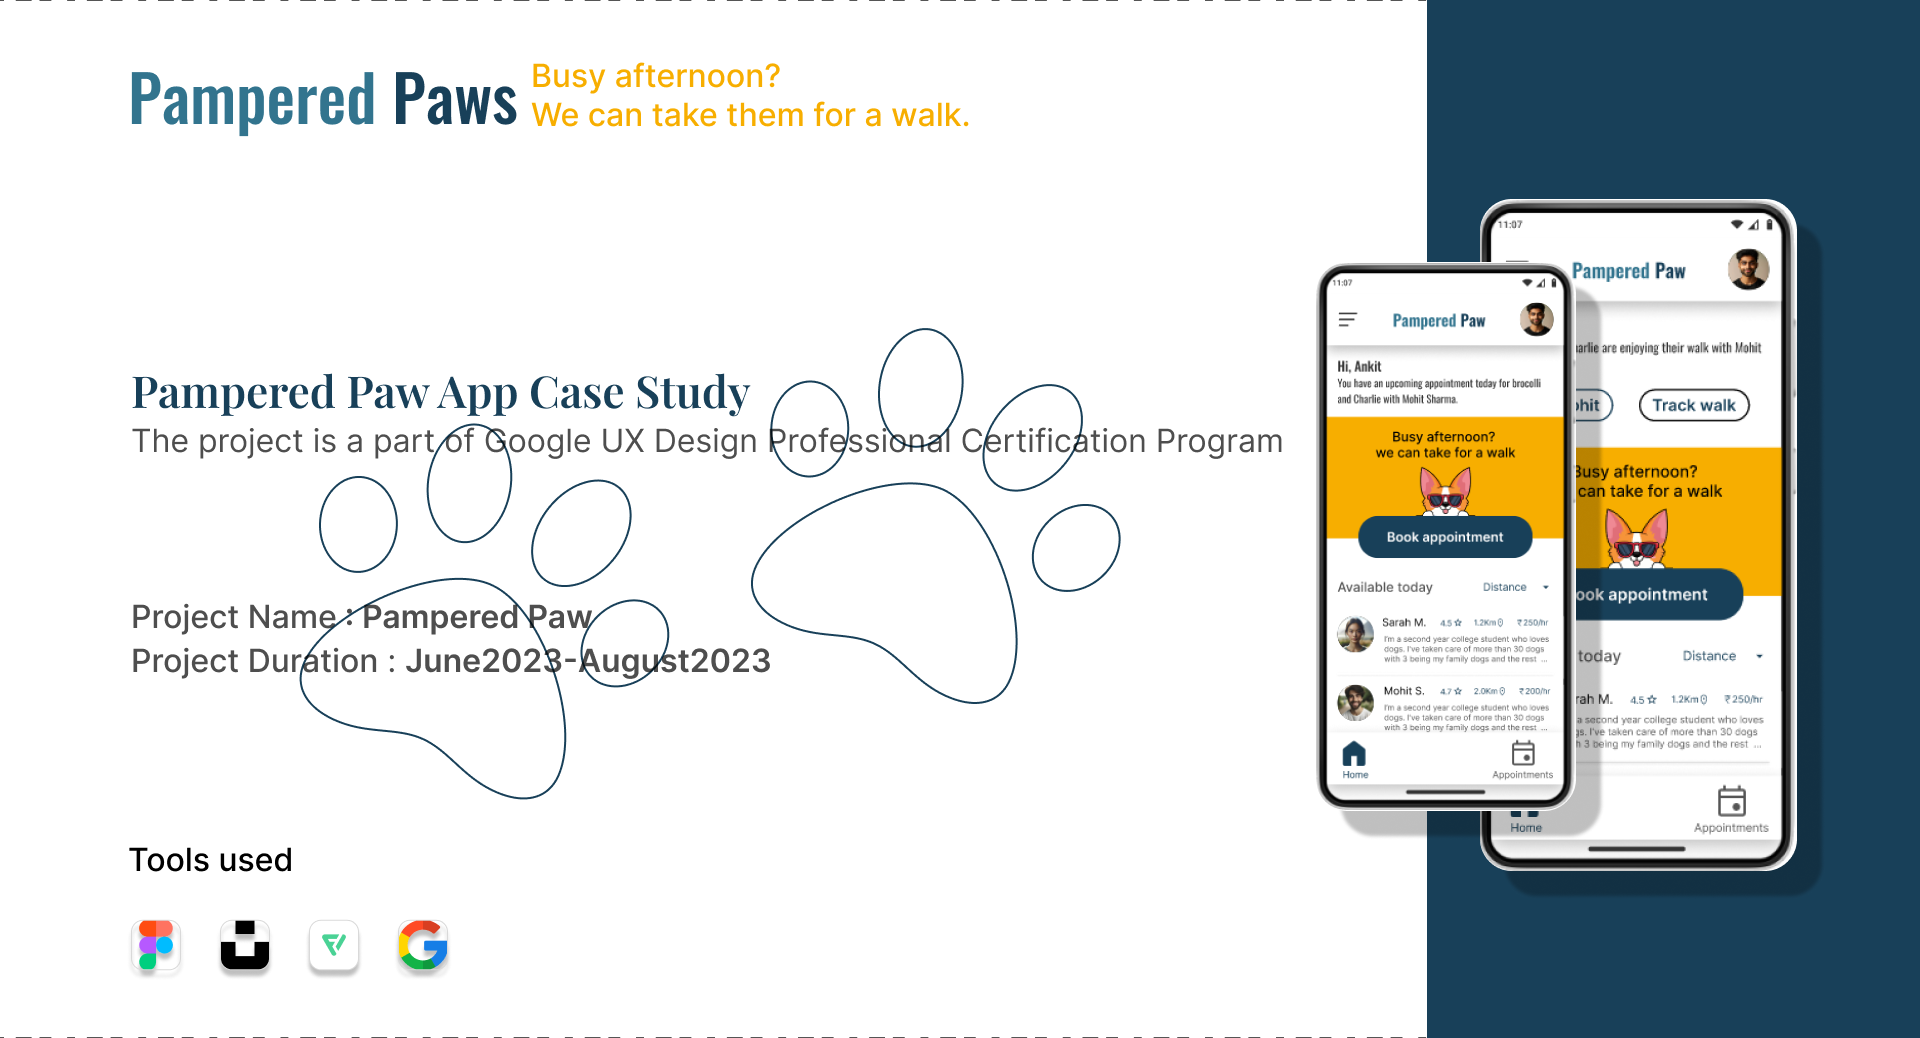 Pampered Paws
Busy afternoon?
We can take them for a walk.
Pampered Paw App Case Study
The project is a part of Google UX Design Professional Certification Program
Project Name : Pampered Paw
Project Duration : June2023-August2023
Tools used
11:07
Pampered Paw
Hi, Ankit
You have an upcoming appointment today for brocolli
and Charlie with Mohit Sharma.
Busy afternoon?
we can take for a walk
Book appointment
Available today Distance
Sarah M. 4.5 1.2Km ₹250/hr
I'm a second year college student who loves
dogs. I've taken care of more than 30 dogs
with 3 being my family dogs and the rest ...
Mohit S. 4.7 2.0Km ₹200/hr
I'm a second year college student who loves
dogs. I've taken care of more than 30 dogs
with 3 being my family dogs and the rest ...
Home Appointments
11:07
Pampered Paw
arlie are enjoying their walk with Mohit
ohit Track walk
Busy afternoon?
can take for a walk
ook appointment
today Distance
rah M. 4.5 1.2Km ₹250/hr
a second year college student who loves
gs. I've taken care of more than 30 dogs
h 3 being my family dogs and the rest ...
Home Appointments